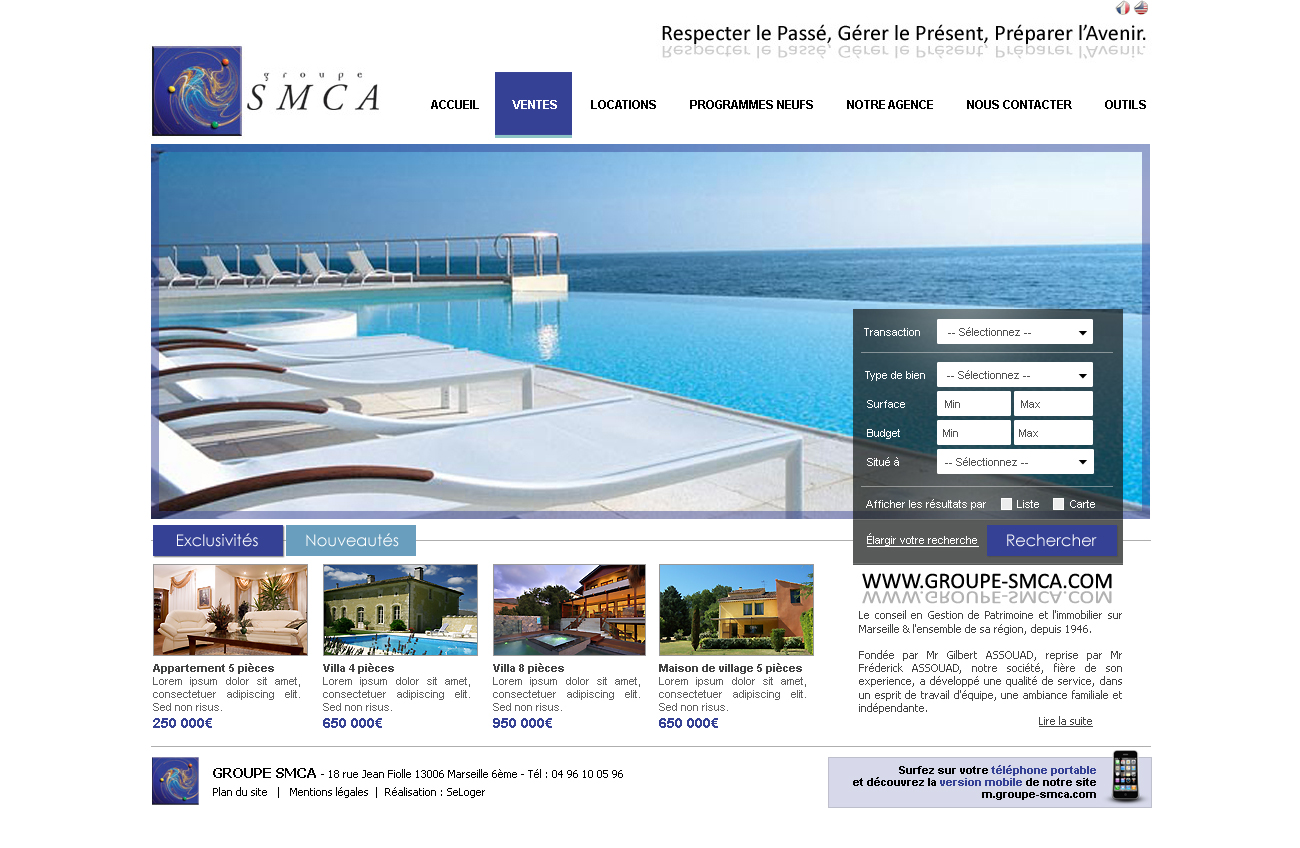 Respecter le Passé, Gérer le Présent, Préparer l'Avenir.
groupe
SMCA
ACCUEIL VENTES LOCATIONS PROGRAMMES NEUFS NOTRE AGENCE NOUS CONTACTER OUTILS
Transaction -- Sélectionnez --
Type de bien -- Sélectionnez --
Surface Min Max
Budget Min Max
Situé à -- Sélectionnez --
Afficher les résultats par Liste Carte
Élargir votre recherche Rechercher
Exclusivités Nouveautés
Appartement 5 pièces
Lorem ipsum dolor sit amet,
consectetuer adipiscing elit.
Sed non risus.
250 000€
Villa 4 pièces
Lorem ipsum dolor sit amet,
consectetuer adipiscing elit.
Sed non risus.
650 000€
Villa 8 pièces
Lorem ipsum dolor sit amet,
consectetuer adipiscing elit.
Sed non risus.
950 000€
Maison de village 5 pièces
Lorem ipsum dolor sit amet,
consectetuer adipiscing elit.
Sed non risus.
650 000€
WWW.GROUPE-SMCA.COM
Le conseil en Gestion de Patrimoine et l'immobilier sur
Marseille & l'ensemble de sa région, depuis 1946.
Fondée par Mr Gilbert ASSOUAD, reprise par Mr
Fréderick ASSOUAD, notre société, fière de son
experience, a développé une qualité de service, dans
un esprit de travail d'équipe, une ambiance familiale et
indépendante.
Lire la suite
GROUPE SMCA - 18 rue Jean Fiolle 13006 Marseille 6ème - Tél : 04 96 10 05 96
Plan du site | Mentions légales | Réalisation : SeLoger
Surfez sur votre téléphone portable
et découvrez la version mobile de notre site
m.groupe-smca.com